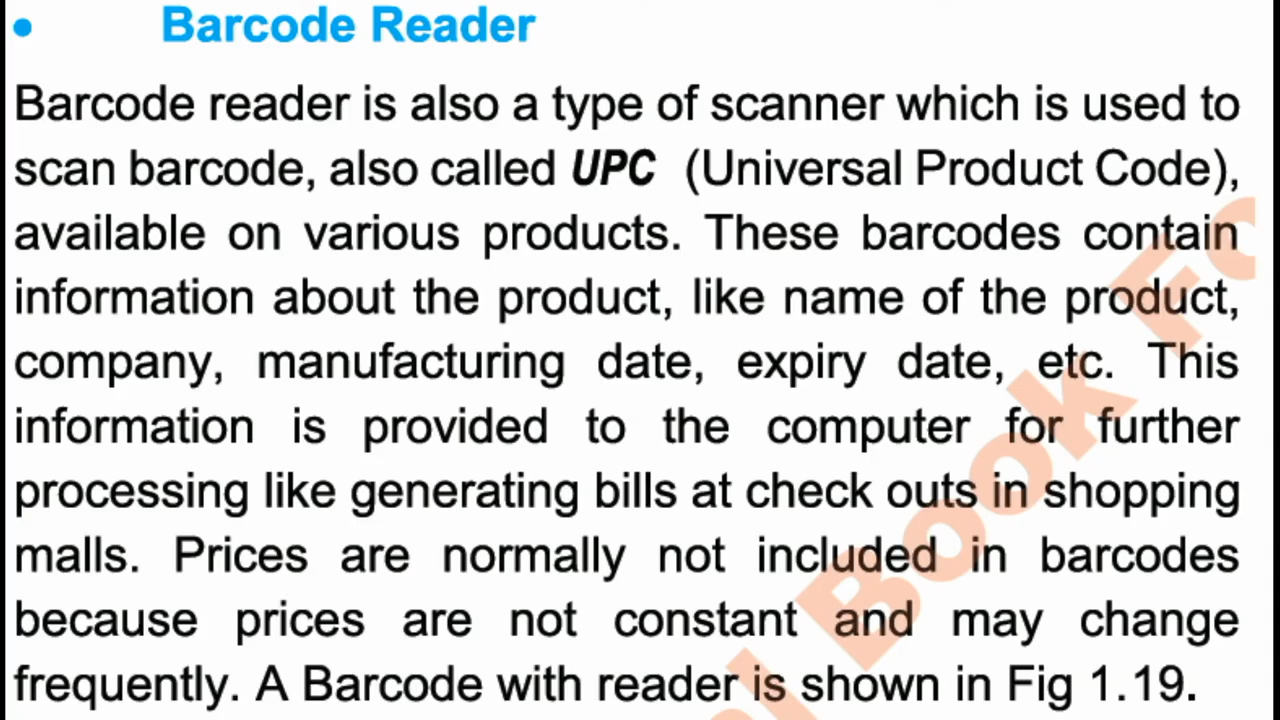 • Barcode Reader
Barcode reader is also a type of scanner which is used to
scan barcode, also called UPC (Universal Product Code),
available on various products. These barcodes contain
information about the product, like name of the product,
company, manufacturing date, expiry date, etc. This
information is provided to the computer for further
processing like generating bills at check outs in shopping
malls. Prices are normally not included in barcodes
because prices are not constant and may change
frequently. A Barcode with reader is shown in Fig 1.19.
Book